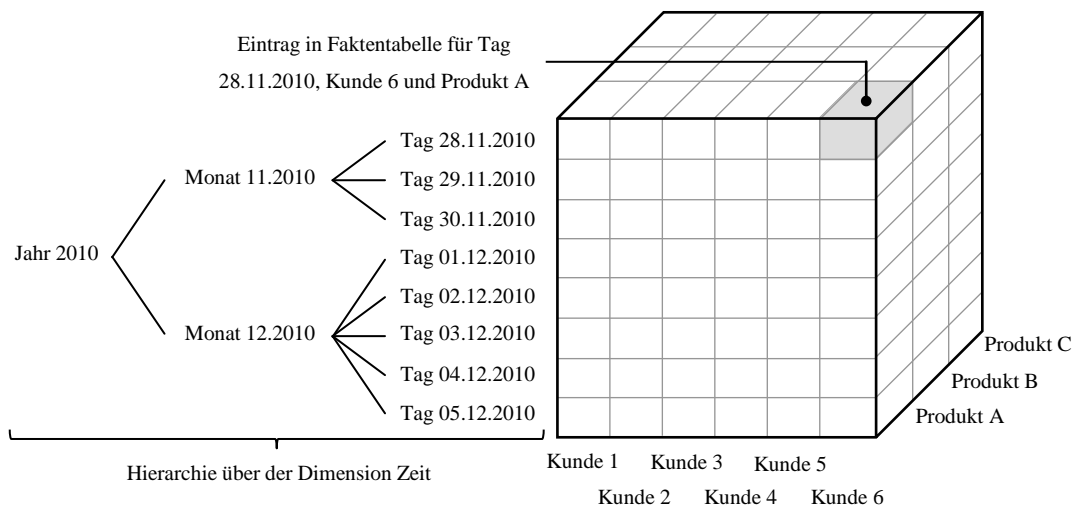 Eintrag in Faktentabelle für Tag
28.11.2010, Kunde 6 und Produkt A
Jahr 2010
Monat 11.2010
Monat 12.2010
Tag 28.11.2010
Tag 29.11.2010
Tag 30.11.2010
Tag 01.12.2010
Tag 02.12.2010
Tag 03.12.2010
Tag 04.12.2010
Tag 05.12.2010
Hierarchie über der Dimension Zeit
Kunde 1
Kunde 2
Kunde 3
Kunde 4
Kunde 5
Kunde 6
Produkt A
Produkt B
Produkt C